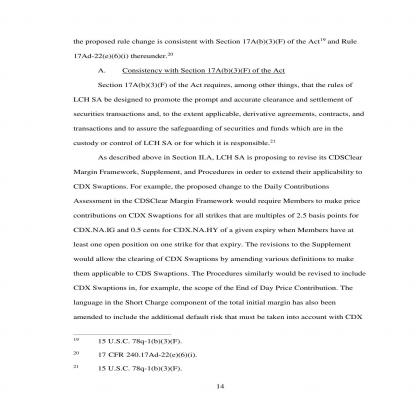 the proposed rule change is consistent with Section 17A(b)(3)(F) of the Act19 and Rule
17Ad-22(e)(6)(i) thereunder.20
A. Consistency with Section 17A(b)(3)(F) of the Act
Section 17A(b)(3)(F) of the Act requires, among other things, that the rules of
LCH SA be designed to promote the prompt and accurate clearance and settlement of
securities transactions and, to the extent applicable, derivative agreements, contracts, and
transactions and to assure the safeguarding of securities and funds which are in the
custody or control of LCH SA or for which it is responsible.21
As described above in Section II.A, LCH SA is proposing to revise its CDSClear
Margin Framework, Supplement, and Procedures in order to extend their applicability to
CDX Swaptions. For example, the proposed change to the Daily Contributions
Assessment in the CDSClear Margin Framework would require Members to make price
contributions on CDX Swaptions for all strikes that are multiples of 2.5 basis points for
CDX.NA.IG and 0.5 cents for CDX.NA.HY of a given expiry when Members have at
least one open position on one strike for that expiry. The revisions to the Supplement
would allow the clearing of CDX Swaptions by amending various definitions to make
them applicable to CDS Swaptions. The Procedures similarly would be revised to include
CDX Swaptions in, for example, the scope of the End of Day Price Contribution. The
language in the Short Charge component of the total initial margin has also been
amended to include the additional default risk that must be taken into account with CDX
19 15 U.S.C. 78q-1(b)(3)(F).
20 17 CFR 240.17Ad-22(e)(6)(i).
21 15 U.S.C. 78q-1(b)(3)(F).
14